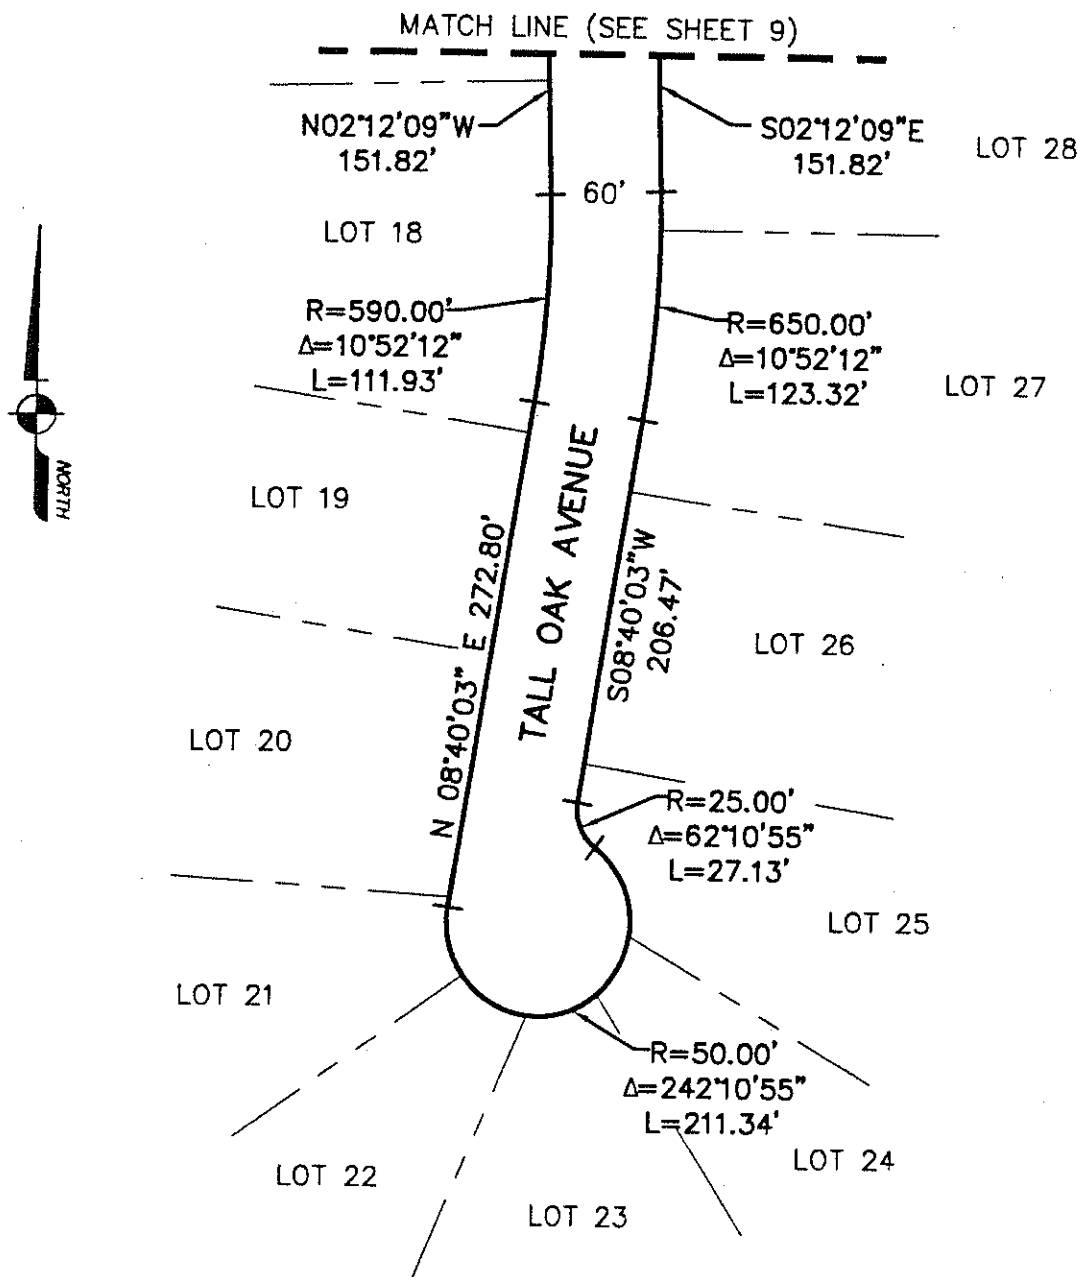 MATCH LINE (SEE SHEET 9)
N02°12'09"W
151.82'
S02°12'09"E
151.82'
LOT 28
60'
LOT 18
R=590.00'
Δ=10°52'12"
L=111.93'
R=650.00'
Δ=10°52'12"
L=123.32'
LOT 27
NORTH
LOT 19
TALL OAK AVENUE
N 08°40'03" E 272.80'
S08°40'03"W
206.47'
LOT 26
LOT 20
R=25.00'
Δ=62°10'55"
L=27.13'
LOT 25
LOT 21
R=50.00'
Δ=242°10'55"
L=211.34'
LOT 22
LOT 24
LOT 23